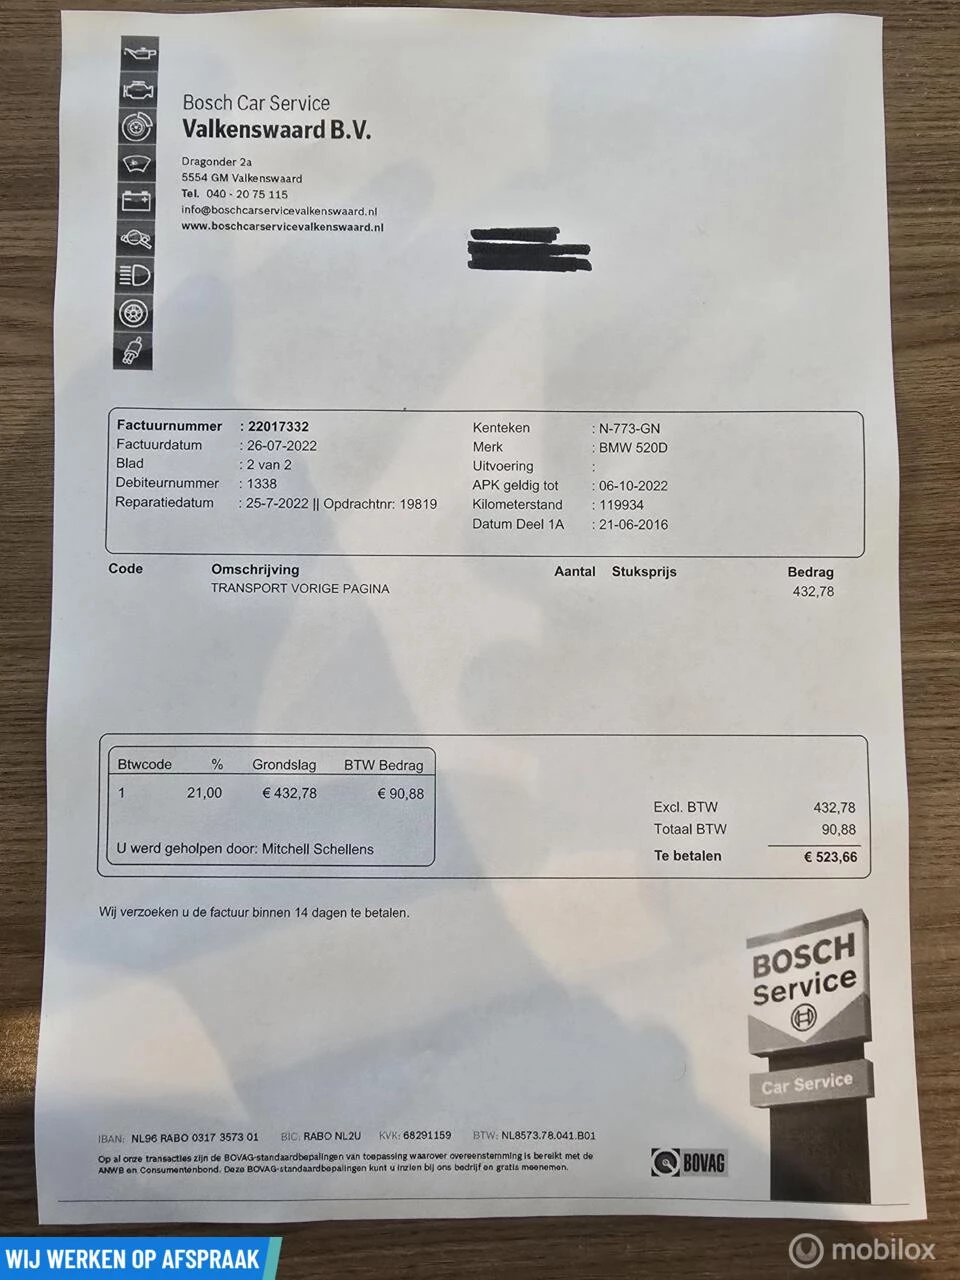 Bosch Car Service
Valkenswaard B.V.
Dragonder 2a
5554 GM Valkenswaard
Tel. 040 - 20 75 115
info@boschcarservicevalkenswaard.nl
www.boschcarservicevalkenswaard.nl
Factuurnummer : 22017332
Factuurdatum : 26-07-2022
Blad : 2 van 2
Debiteurnummer : 1338
Reparatiedatum : 25-7-2022 || Opdrachtnr: 19819
Kenteken : N-773-GN
Merk : BMW 520D
Uitvoering :
APK geldig tot : 06-10-2022
Kilometerstand : 119934
Datum Deel 1A : 21-06-2016
Code Omschrijving Aantal Stuksprijs Bedrag
TRANSPORT VORIGE PAGINA 432,78
Btwcode % Grondslag BTW Bedrag
1 21,00 € 432,78 € 90,88
U werd geholpen door: Mitchell Schellens
Excl. BTW 432,78
Totaal BTW 90,88
Te betalen € 523,66
Wij verzoeken u de factuur binnen 14 dagen te betalen.
BOSCH
Service
Car Service
IBAN: NL96 RABO 0317 3573 01 BIC: RABO NL2U KVK: 68291159 BTW: NL8573.78.041.B01
Op al onze transacties zijn de BOVAG-standaardbepalingen van toepassing waarover overeenstemming is bereikt met de
ANWB en Consumentenbond. Deze BOVAG-standaardbepalingen kunt u inzien bij ons bedrijf en gratis meenemen.
BOVAG
WIJ WERKEN OP AFSPRAAK
mobilox